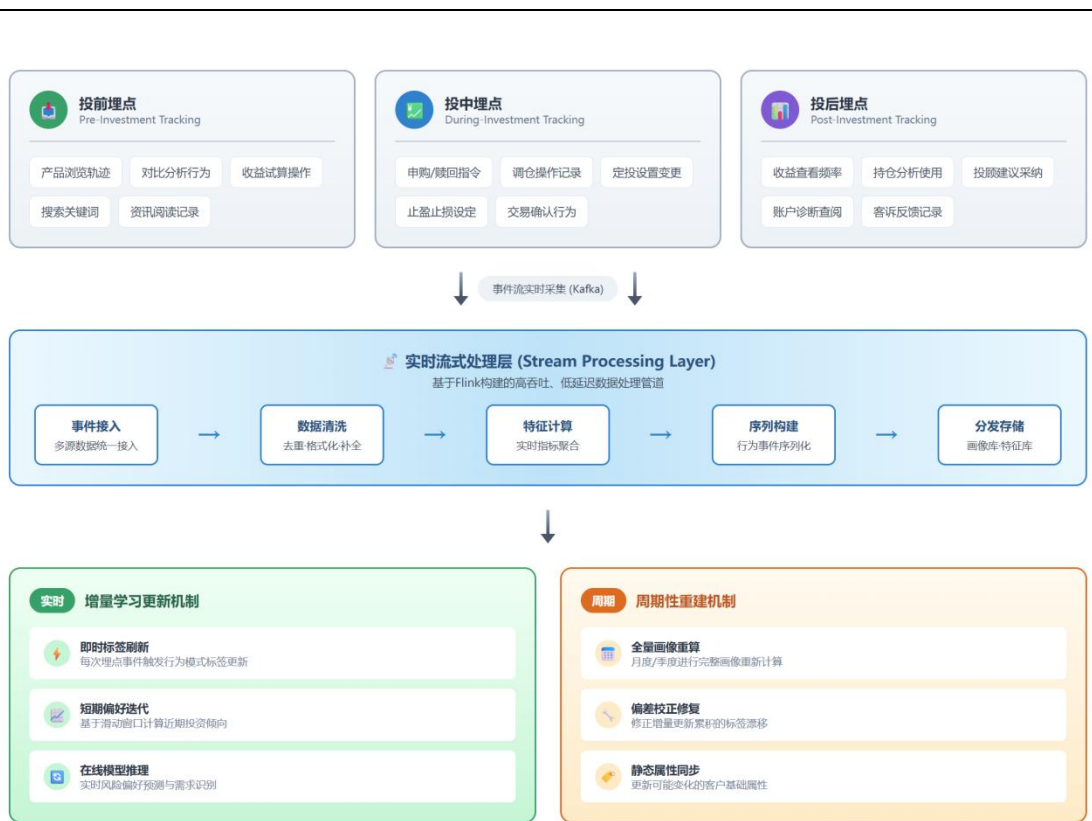 投前埋点
Pre-Investment Tracking
产品浏览轨迹
对比分析行为
收益试算操作
搜索关键词
资讯阅读记录
投中埋点
During-Investment Tracking
申购/赎回指令
调仓操作记录
定投设置变更
止盈止损设定
交易确认行为
投后埋点
Post-Investment Tracking
收益查看频率
持仓分析使用
投顾建议采纳
账户诊断查阅
客诉反馈记录
事件流实时采集 (Kafka)
实时流式处理层 (Stream Processing Layer)
基于Flink构建的高吞吐、低延迟数据处理管道
事件接入
多源数据统一接入
数据清洗
去重·格式化·补全
特征计算
实时指标聚合
序列构建
行为事件序列化
分发存储
画像库·特征库
实时 增量学习更新机制
即时标签刷新
每次埋点事件触发行为模式标签更新
短期偏好迭代
基于滑动窗口计算近期投资倾向
在线模型推理
实时风险偏好预测与需求识别
周期 周期性重建机制
全量画像重算
月度/季度进行完整画像重新计算
偏差校正修复
修正增量更新累积的标签漂移
静态属性同步
更新可能变化的客户基础属性